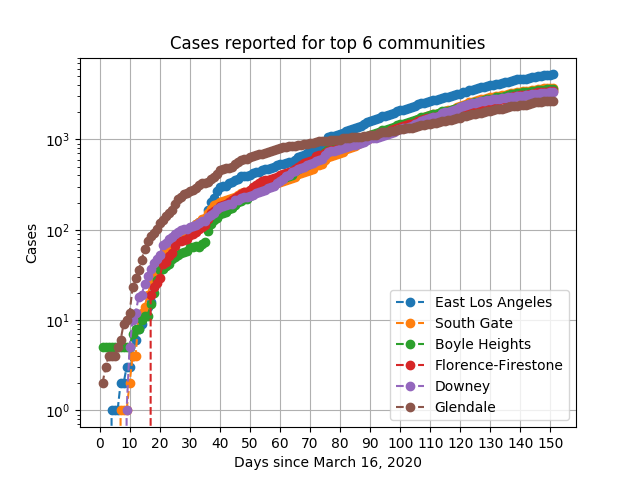 Cases reported for top 6 communities
Cases
10³
10²
10¹
10⁰
East Los Angeles
South Gate
Boyle Heights
Florence-Firestone
Downey
Glendale
0 10 20 30 40 50 60 70 80 90 100 110 120 130 140 150
Days since March 16, 2020